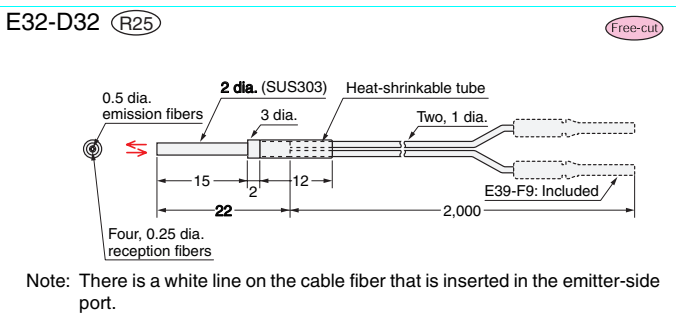 E32-D32 R25
Free-cut
2 dia. (SUS303)
Heat-shrinkable tube
0.5 dia.
emission fibers
3 dia.
Two, 1 dia.
15
2
12
E39-F9: Included
22
2,000
Four, 0.25 dia.
reception fibers
Note: There is a white line on the cable fiber that is inserted in the emitter-side
port.